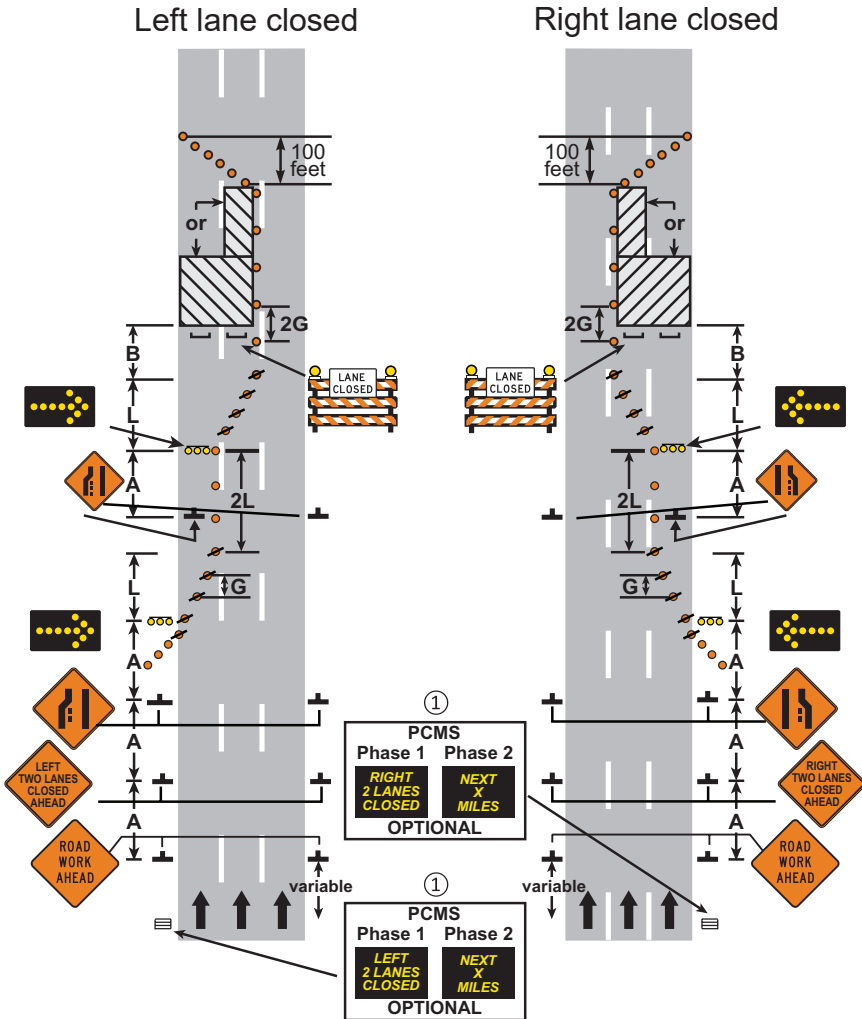 Left lane closed
Right lane closed
100
feet
100
feet
or
or
2G
2G
B
B
LANE
CLOSED
LANE
CLOSED
L
L
A
A
2L
2L
L
L
G
G
A
A
①
PCMS
Phase 1 Phase 2
RIGHT
2 LANES
CLOSED
NEXT
X
MILES
OPTIONAL
A
A
LEFT
TWO LANES
CLOSED
AHEAD
RIGHT
TWO LANES
CLOSED
AHEAD
A
A
ROAD
WORK
AHEAD
ROAD
WORK
AHEAD
variable
variable
①
PCMS
Phase 1 Phase 2
LEFT
2 LANES
CLOSED
NEXT
X
MILES
OPTIONAL